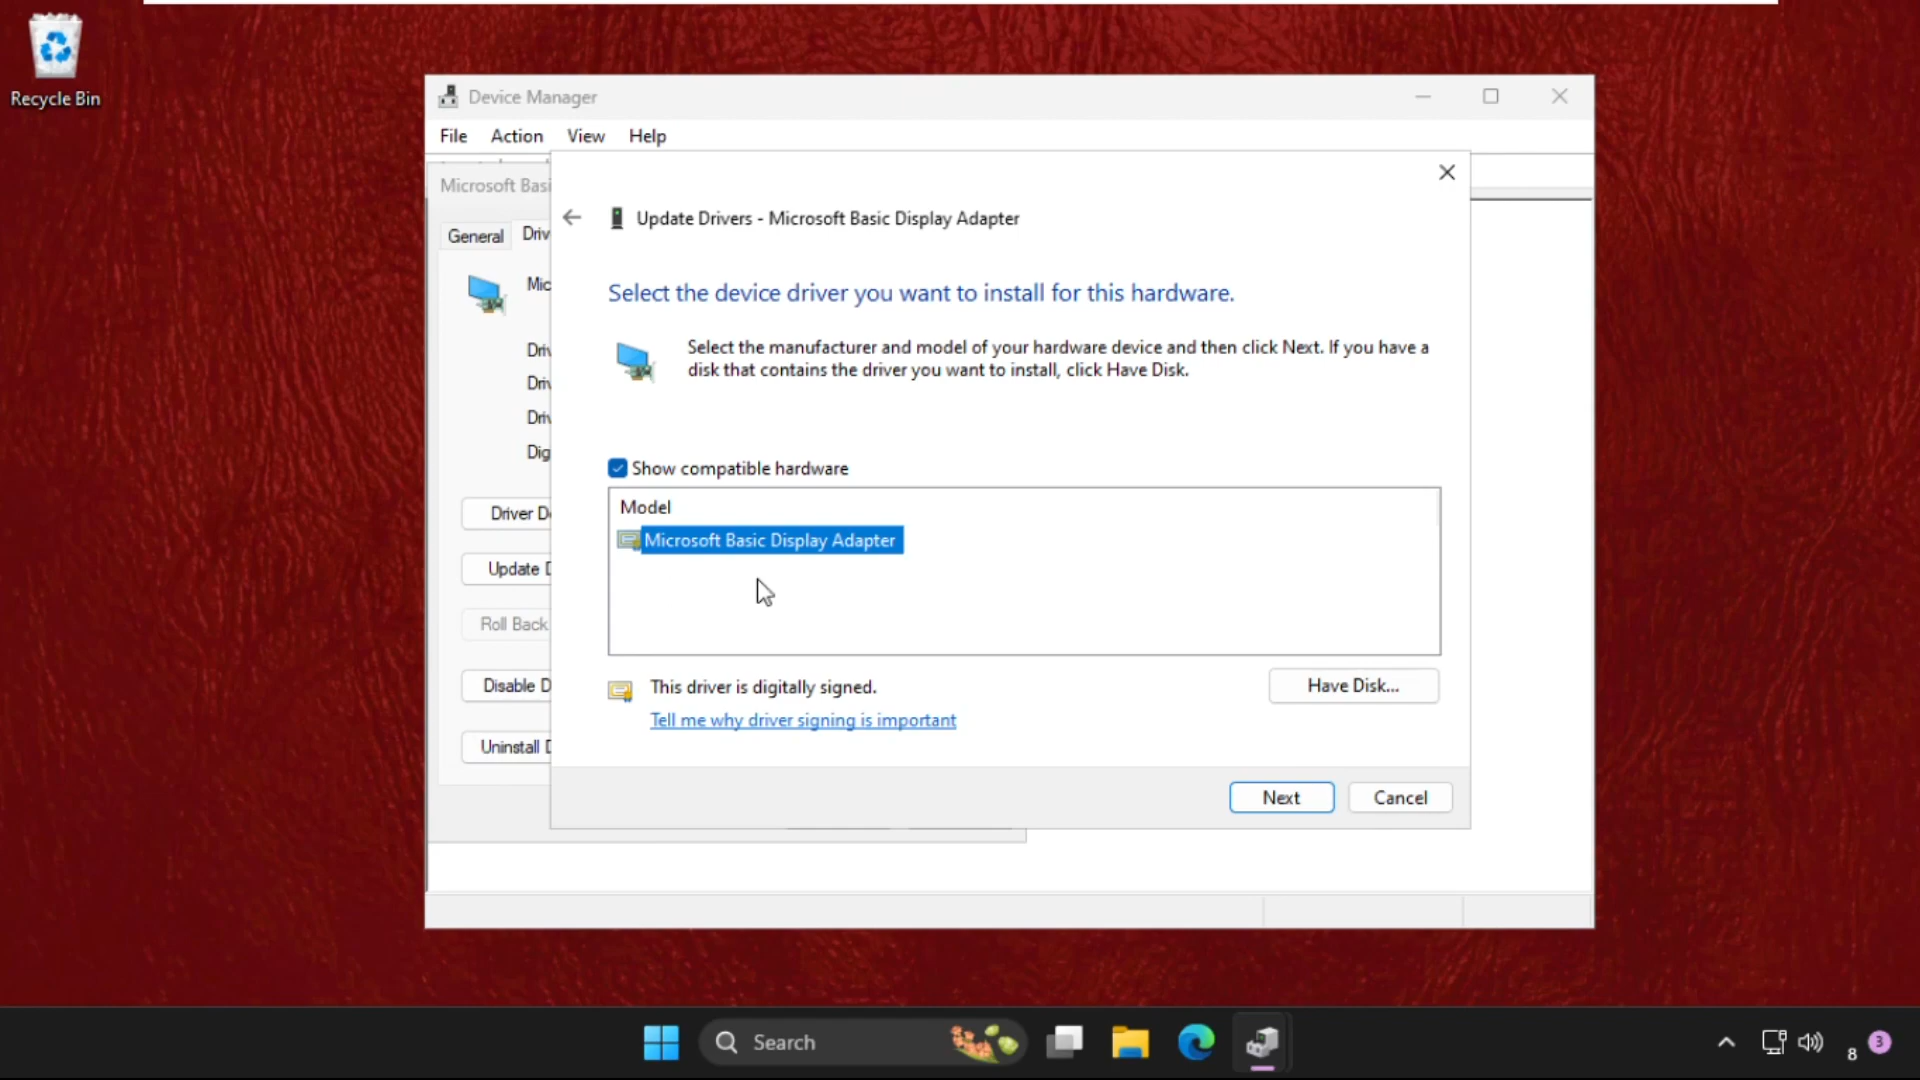 Recycle Bin
Device Manager
File Action View Help
Microsoft Basi
General Driv
Mic
Driv
Driv
Driv
Dig
Driver De
Update D
Roll Back
Disable D
Uninstall D
Update Drivers - Microsoft Basic Display Adapter
Select the device driver you want to install for this hardware.
Select the manufacturer and model of your hardware device and then click Next. If you have a
disk that contains the driver you want to install, click Have Disk.
Show compatible hardware
Model
Microsoft Basic Display Adapter
This driver is digitally signed.
Have Disk...
Tell me why driver signing is important
Next Cancel
Search
8 3